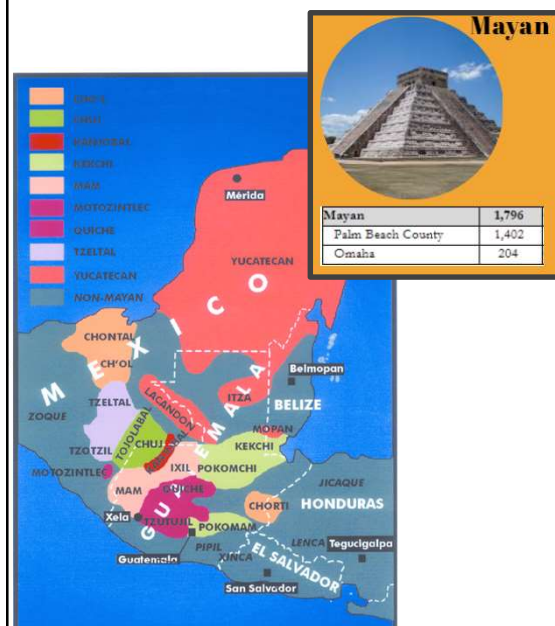 Mayan
Mayan 1,796
Palm Beach County 1,402
Omaha 204
CHUJ
KANJOBAL
KEKCHI
MAM
MOTOZINTLEC
QUICHE
TZELTAL
YUCATECAN
NON-MAYAN
Mérida
YUCATECAN
MEXICO
CHONTAL
CH'OL
Belmopan
ITZA
BELIZE
TZELTAL
LACANDON
ZOQUE
TOJOLABAL
MOPAN
TZOTZIL
CHUJ
KEKCHI
GUATEMALA
MOTOZINTLEC
IXIL
POKOMCHI
MAM
QUICHE
JICAQUE
HONDURAS
CHORTI
Xela
TZUTUJIL
POKOMAM
LENCA
Tegucigalpa
Guatemala
PIPIL
XINCA
EL SALVADOR
San Salvador